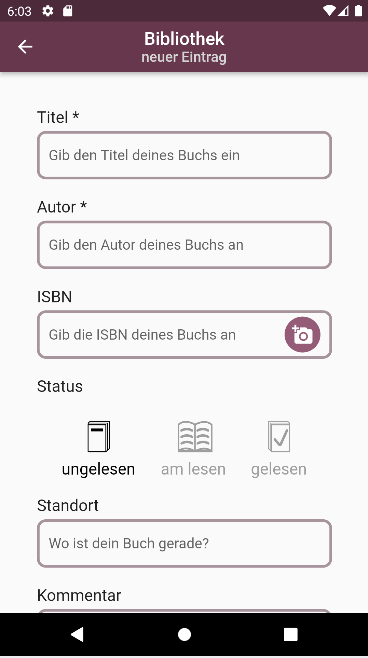 6:03
Bibliothek
neuer Eintrag
Titel *
Gib den Titel deines Buchs ein
Autor *
Gib den Autor deines Buchs an
ISBN
Gib die ISBN deines Buchs an
Status
ungelesen am lesen gelesen
Standort
Wo ist dein Buch gerade?
Kommentar